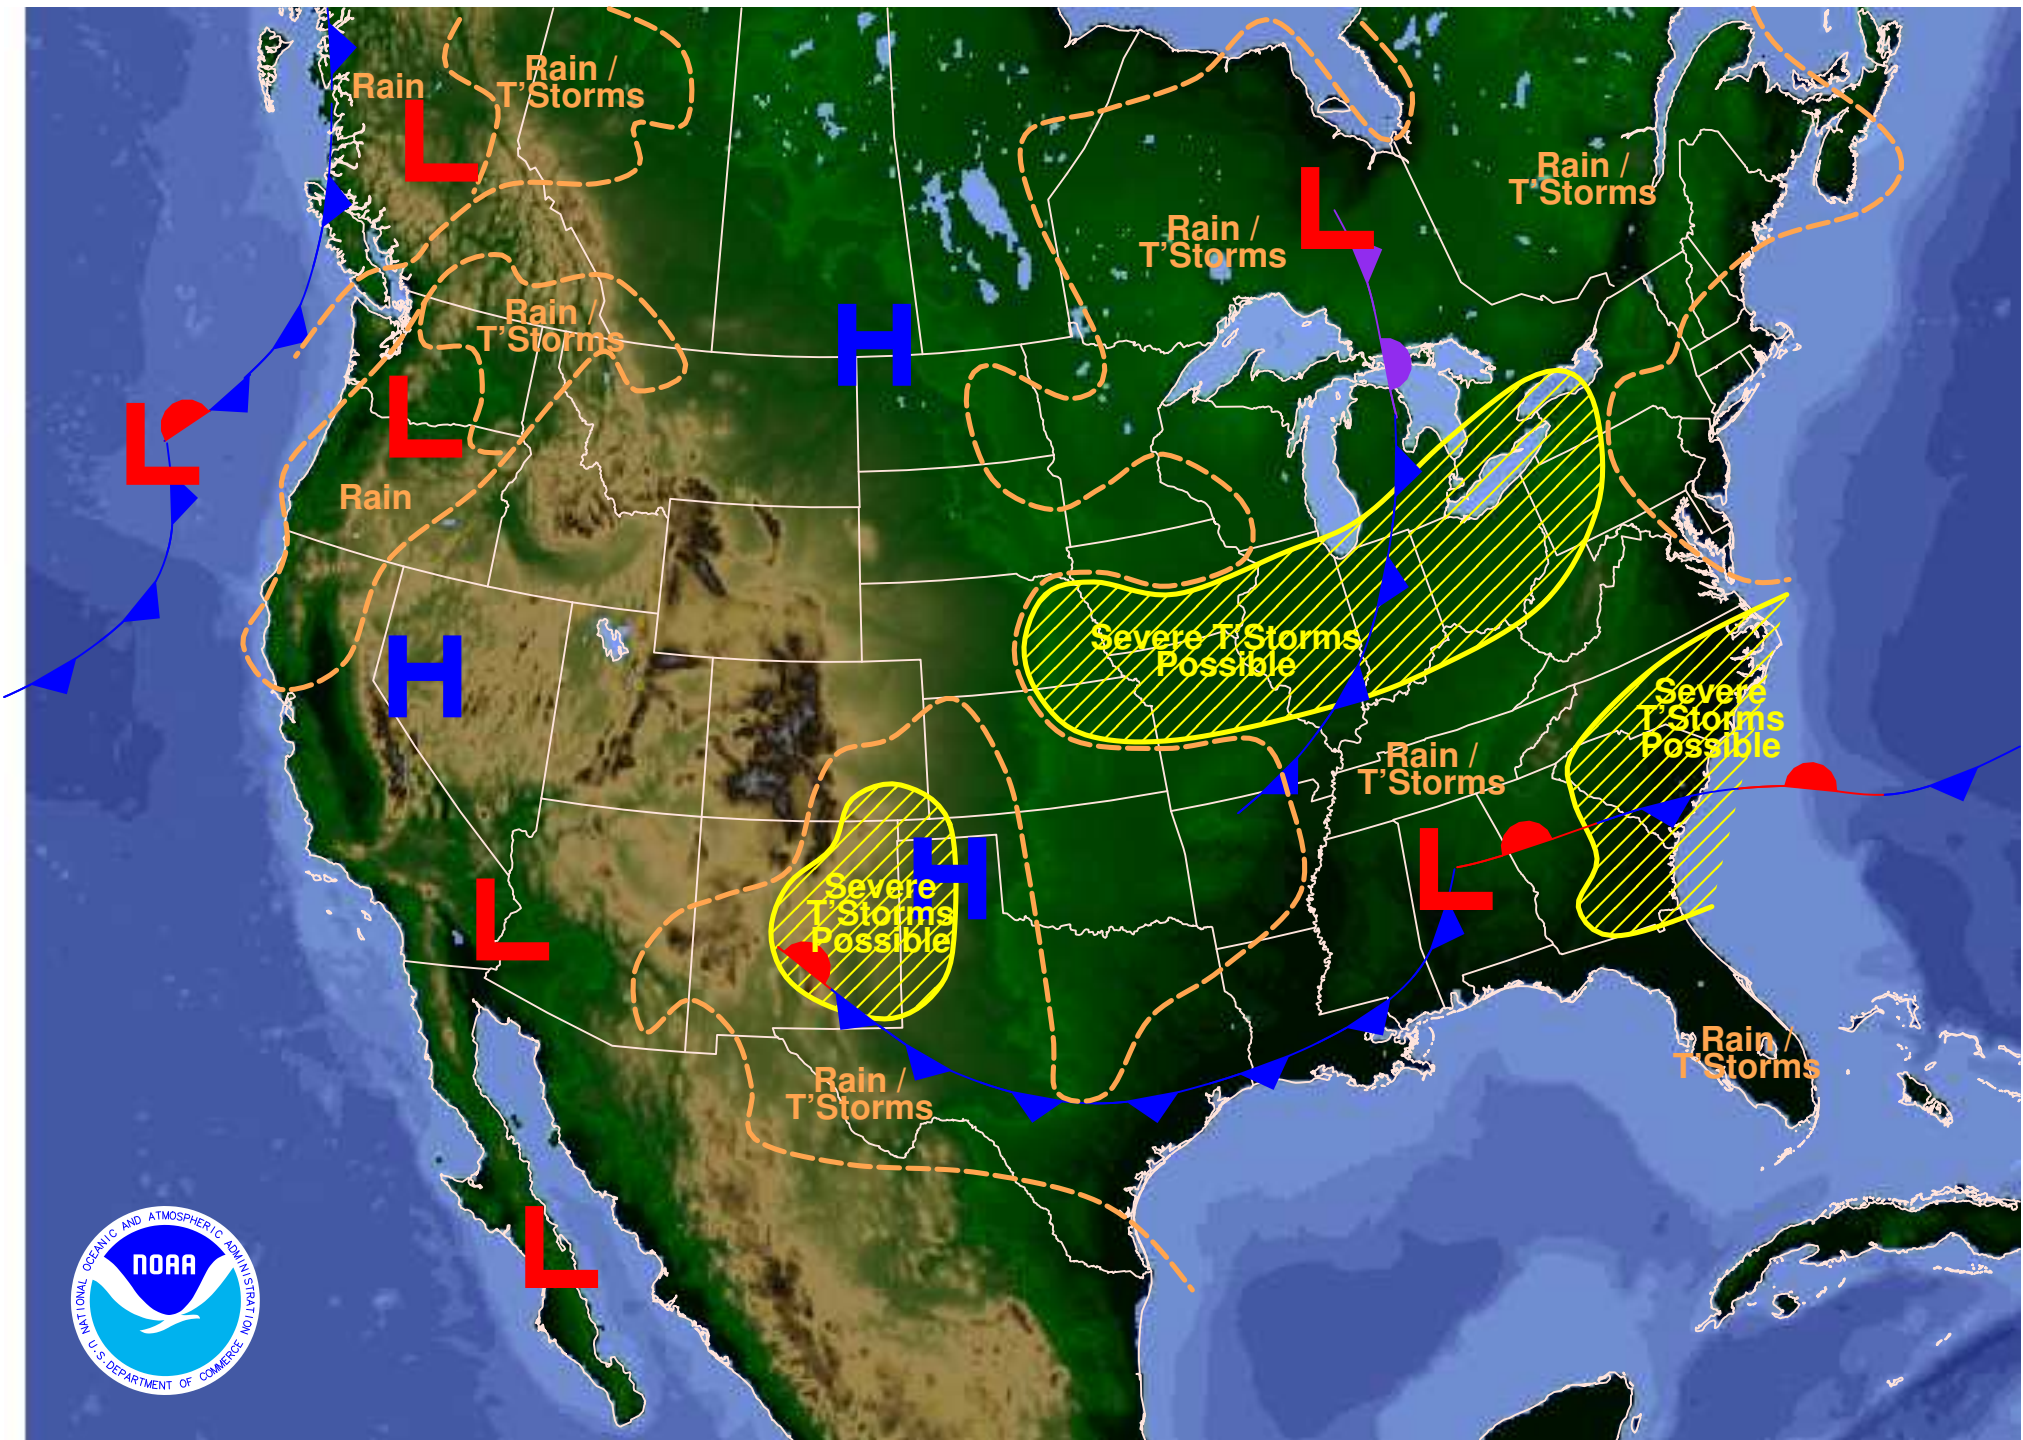 Rain
Rain /
T'Storms
L
Rain /
T'Storms
L
Rain /
T'Storms
Rain /
T'Storms
H
L
L
Rain
H
Severe T'Storms
Possible
Severe
T'Storms
Possible
Rain /
T'Storms
L
H
Severe
T'Storms
Possible
L
Rain /
T'Storms
Rain /
T'Storms
L
NATIONAL OCEANIC AND ATMOSPHERIC ADMINISTRATION
NOAA
U.S. DEPARTMENT OF COMMERCE